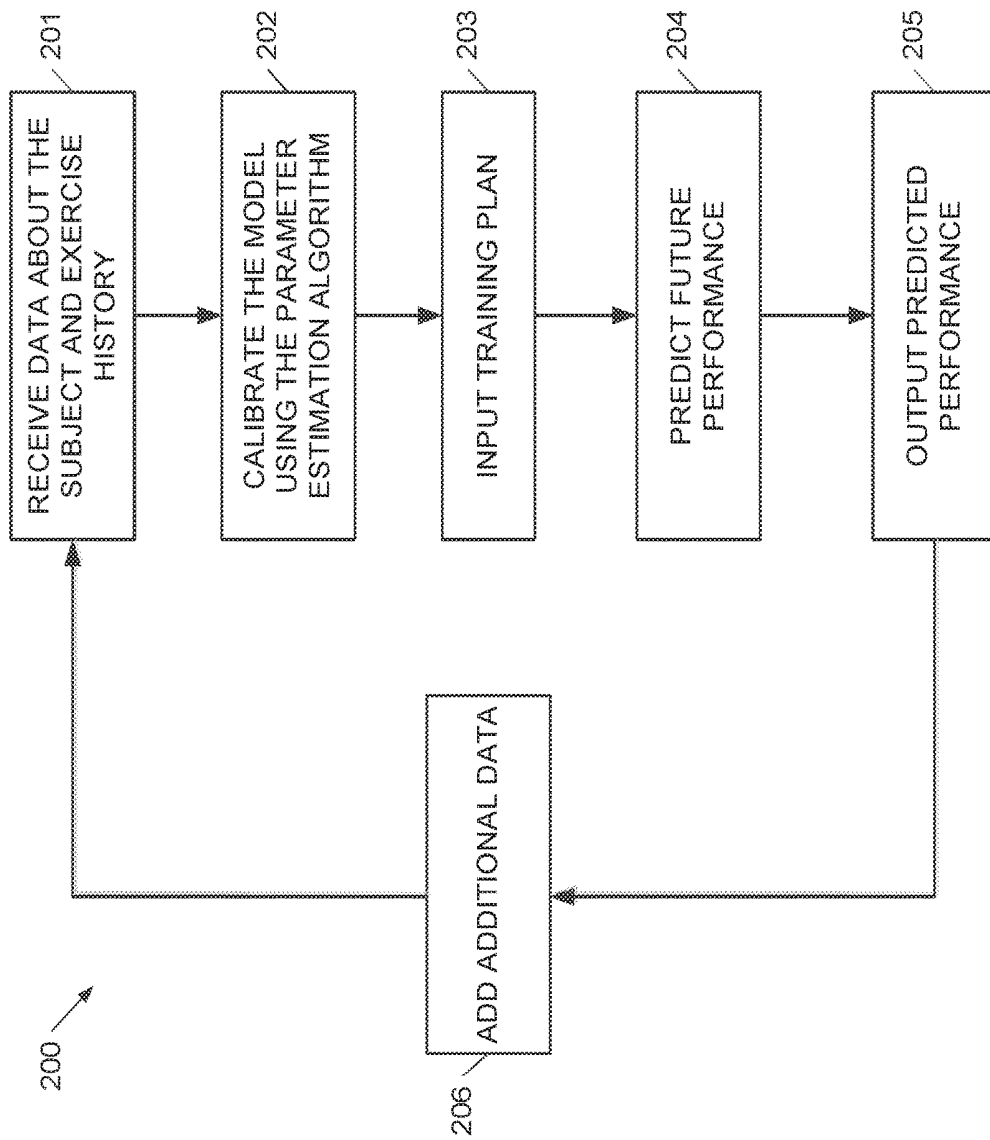 200
RECEIVE DATA ABOUT THE
SUBJECT AND EXERCISE
HISTORY
201
CALIBRATE THE MODEL
USING THE PARAMETER
ESTIMATION ALGORITHM
202
INPUT TRAINING PLAN
203
PREDICT FUTURE
PERFORMANCE
204
OUTPUT PREDICTED
PERFORMANCE
205
ADD ADDITIONAL DATA
206